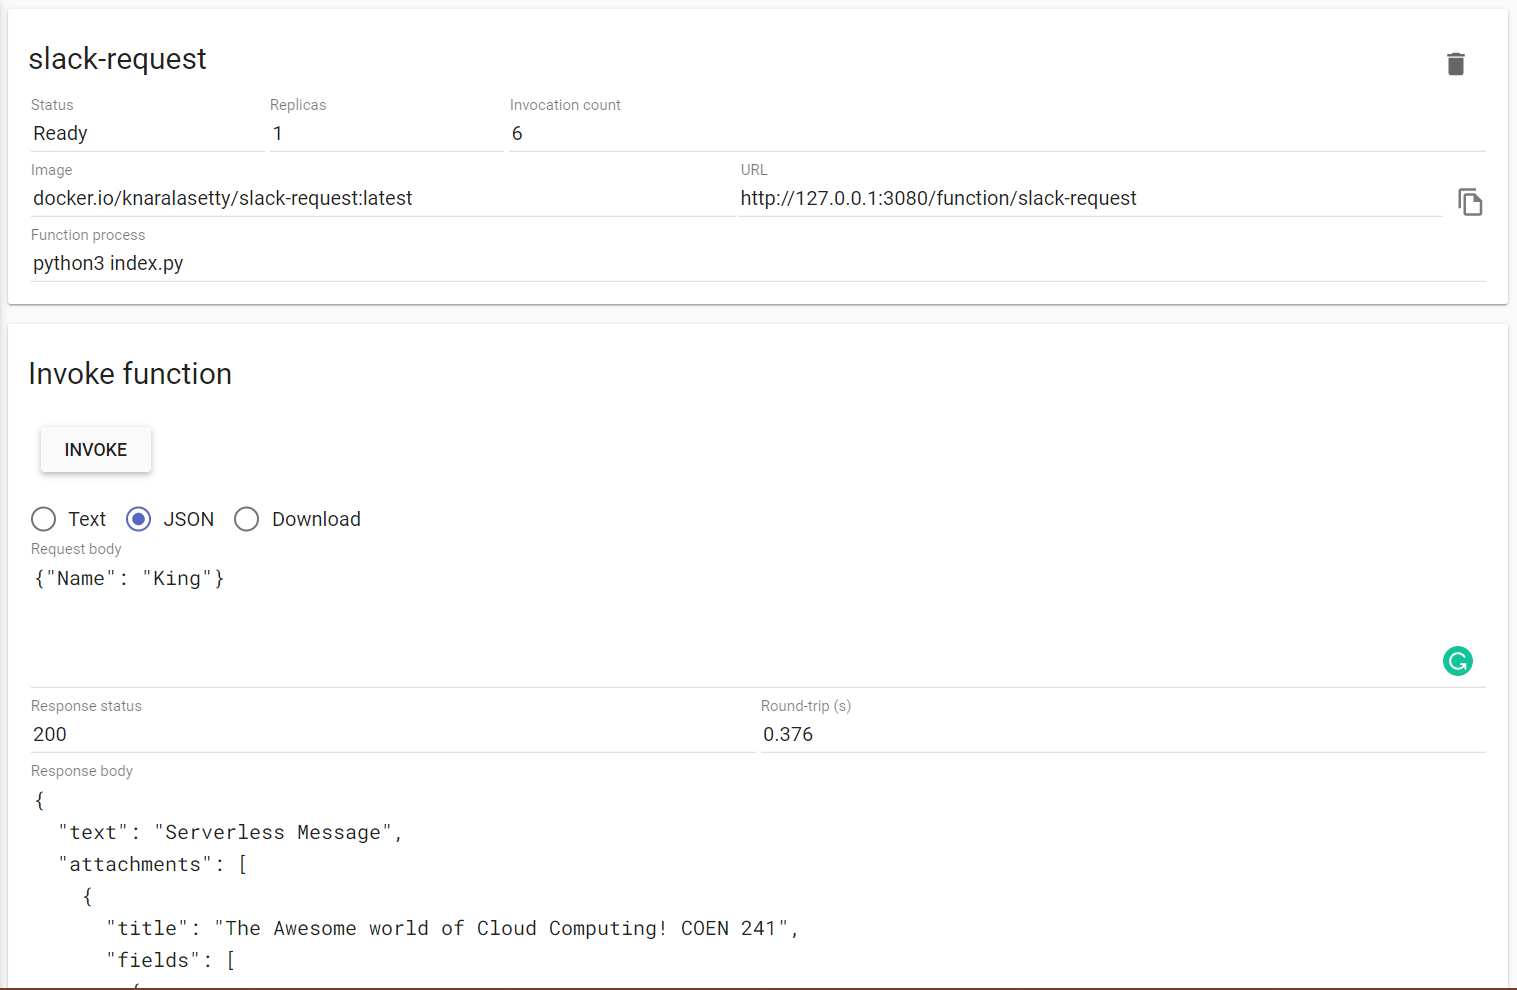 slack-request
Status Replicas Invocation count
Ready 1 6
Image URL
docker.io/knaralasetty/slack-request:latest http://127.0.0.1:3080/function/slack-request
Function process
python3 index.py
Invoke function
INVOKE
Text JSON Download
Request body
{"Name": "King"}
Response status Round-trip (s)
200 0.376
Response body
{
"text": "Serverless Message",
"attachments": [
{
"title": "The Awesome world of Cloud Computing! COEN 241",
"fields": [